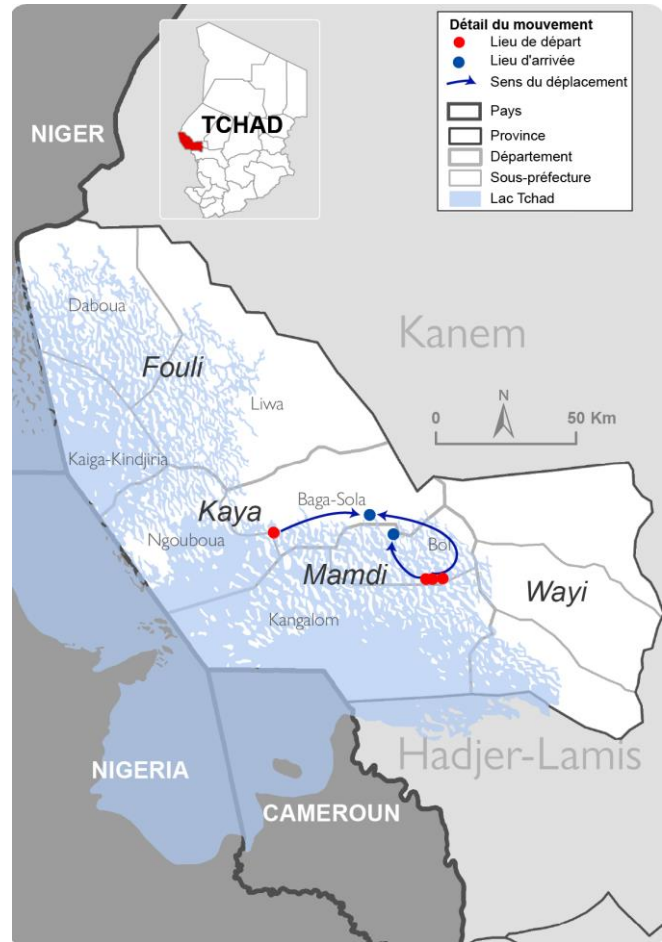 Détail du mouvement
Lieu de départ
Lieu d'arrivée
Sens du déplacement
Pays
Province
Département
Sous-préfecture
Lac Tchad
TCHAD
NIGER
Kanem
Daboua
Fouli
Liwa
N
0 50 Km
Kaiga-Kindjiria
Baga-Sola
Kaya
Ngouboua
Bol
Mamdi
Wayi
Kangalom
Hadjer-Lamis
NIGERIA
CAMEROUN